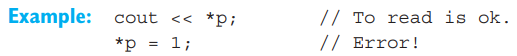 Example: cout << *p; // To read is ok.
*p = 1; // Error!